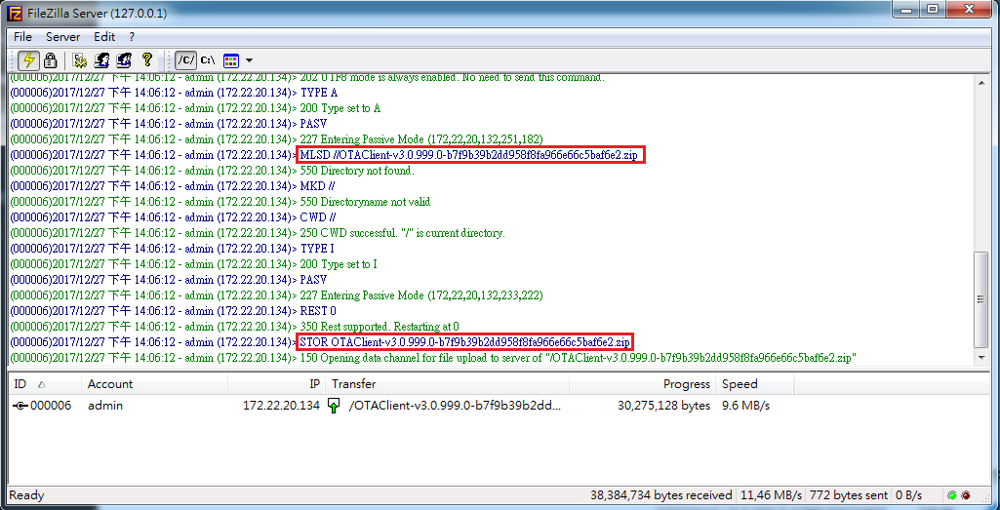 FileZilla Server (127.0.0.1)
File Server Edit ?
/C/ C:\
(000006)2017/12/27 下午 14:06:12 - admin (172.22.20.134)> 202 UTF8 mode is always enabled. No need to send this command.
(000006)2017/12/27 下午 14:06:12 - admin (172.22.20.134)> TYPE A
(000006)2017/12/27 下午 14:06:12 - admin (172.22.20.134)> 200 Type set to A
(000006)2017/12/27 下午 14:06:12 - admin (172.22.20.134)> PASV
(000006)2017/12/27 下午 14:06:12 - admin (172.22.20.134)> 227 Entering Passive Mode (172,22,20,132,251,182)
(000006)2017/12/27 下午 14:06:12 - admin (172.22.20.134)> MLSD //OTAClient-v3.0.999.0-b7f9b39b2dd958f8fa966e66c5baf6e2.zip
(000006)2017/12/27 下午 14:06:12 - admin (172.22.20.134)> 550 Directory not found.
(000006)2017/12/27 下午 14:06:12 - admin (172.22.20.134)> MKD //
(000006)2017/12/27 下午 14:06:12 - admin (172.22.20.134)> 550 Directoryname not valid
(000006)2017/12/27 下午 14:06:12 - admin (172.22.20.134)> CWD //
(000006)2017/12/27 下午 14:06:12 - admin (172.22.20.134)> 250 CWD successful. "/" is current directory.
(000006)2017/12/27 下午 14:06:12 - admin (172.22.20.134)> TYPE I
(000006)2017/12/27 下午 14:06:12 - admin (172.22.20.134)> 200 Type set to I
(000006)2017/12/27 下午 14:06:12 - admin (172.22.20.134)> PASV
(000006)2017/12/27 下午 14:06:12 - admin (172.22.20.134)> 227 Entering Passive Mode (172,22,20,132,233,222)
(000006)2017/12/27 下午 14:06:12 - admin (172.22.20.134)> REST 0
(000006)2017/12/27 下午 14:06:12 - admin (172.22.20.134)> 350 Rest supported. Restarting at 0
(000006)2017/12/27 下午 14:06:12 - admin (172.22.20.134)> STOR OTAClient-v3.0.999.0-b7f9b39b2dd958f8fa966e66c5baf6e2.zip
(000006)2017/12/27 下午 14:06:12 - admin (172.22.20.134)> 150 Opening data channel for file upload to server of "/OTAClient-v3.0.999.0-b7f9b39b2dd958f8fa966e66c5baf6e2.zip"
ID Account IP Transfer Progress Speed
000006 admin 172.22.20.134 /OTAClient-v3.0.999.0-b7f9b39b2dd... 30,275,128 bytes 9.6 MB/s
Ready 38,384,734 bytes received 11,46 MB/s 772 bytes sent 0 B/s